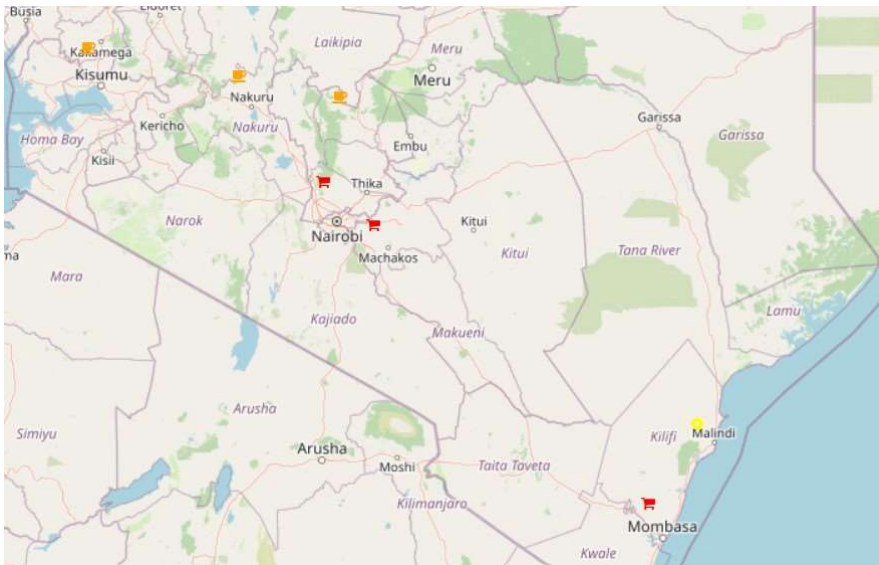 Busia
Eldoret
Laikipia
Meru
Kakamega
Kisumu
Meru
Nakuru
Garissa
Kericho
Nakuru
Garissa
Homa Bay
Embu
Kisii
Thika
Narok
Kitui
Nairobi
Machakos
Kitui
Tana River
Mara
Lamu
Kajiado
Makueni
Arusha
Simiyu
Kilifi
Malindi
Arusha
Moshi
Taita Taveta
Kilimanjaro
Mombasa
Kwale